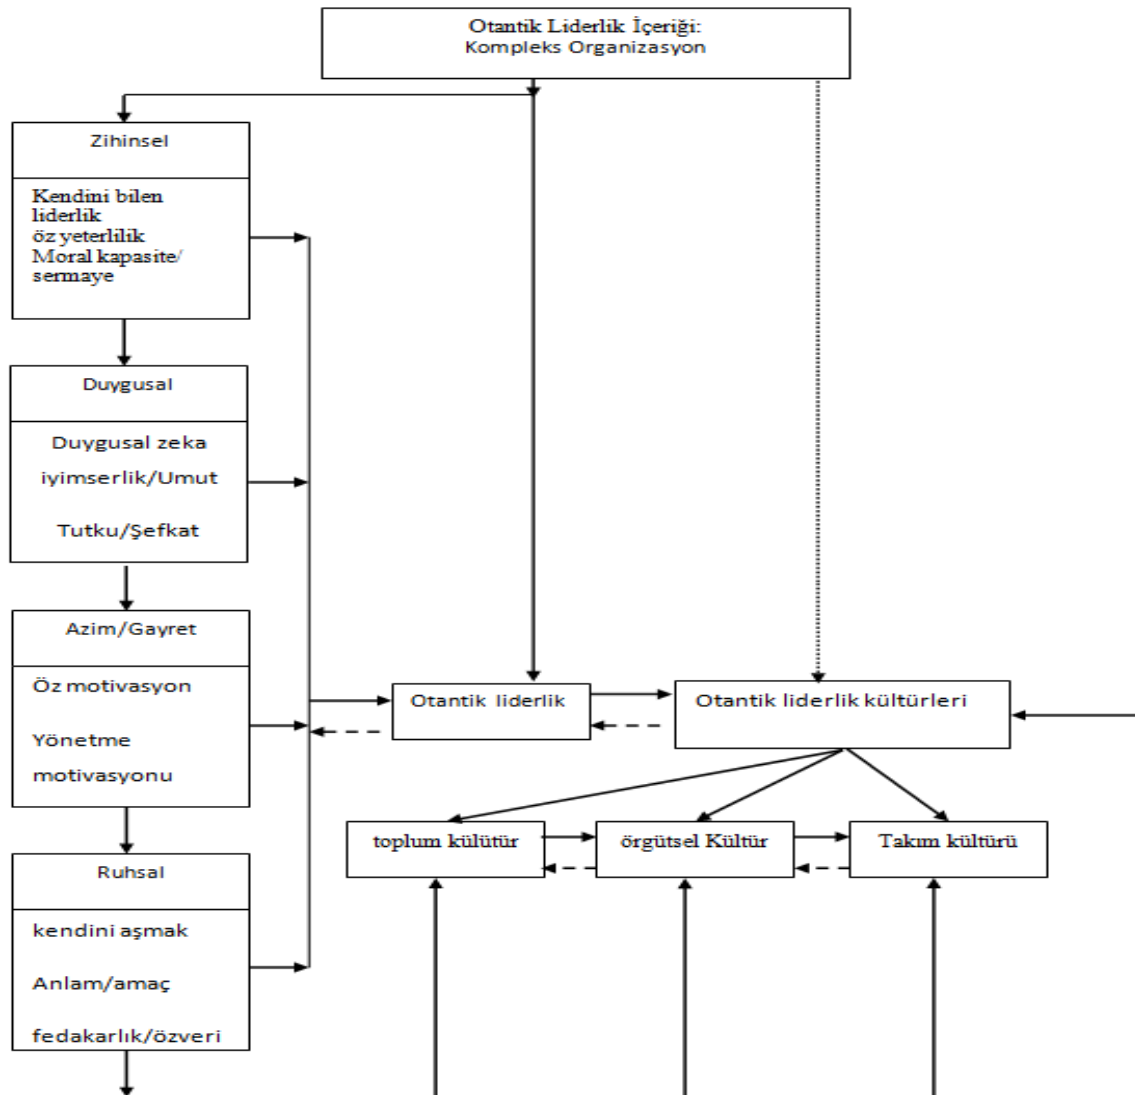 Otantik Liderlik İçeriği:
Kompleks Organizasyon
Zihinsel
Kendini bilen
liderlik
öz yeterlilik
Moral kapasite/
sermaye
Duygusal
Duygusal zeka
iyimserlik/Umut
Tutku/Şefkat
Azim/Gayret
Öz motivasyon
Yönetme
motivasyonu
Otantik liderlik
Otantik liderlik kültürleri
toplum külütür
örgütsel Kültür
Takım kültürü
Ruhsal
kendini aşmak
Anlam/amaç
fedakarlık/özveri